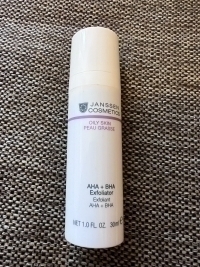 JANSSEN
COSMETICS
OILY SKIN
PEAU GRASSE
AHA + BHA
Exfoliator
Exfoliant
AHA + BHA
NET 1.0 FL. OZ. 30ml